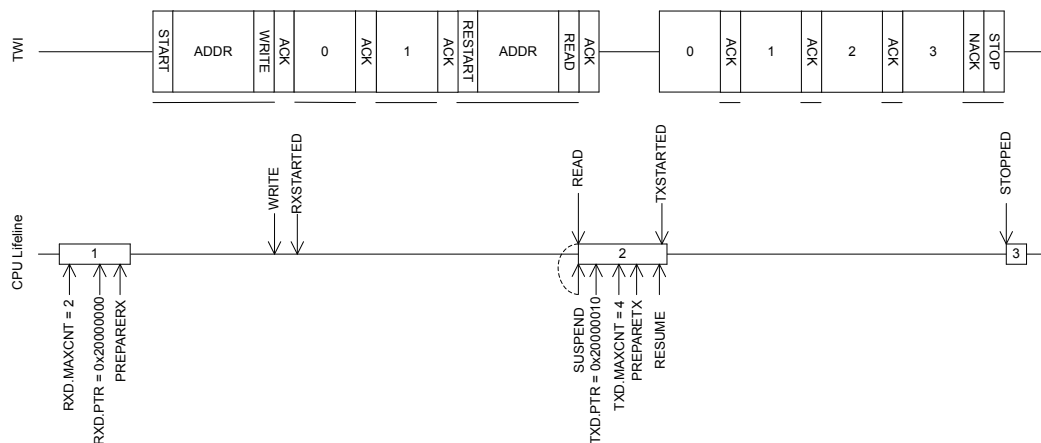 TWI
START
ADDR
WRITE
ACK
0
ACK
1
ACK
RESTART
ADDR
READ
ACK
0
ACK
1
ACK
2
ACK
3
NACK
STOP
CPU Lifeline
WRITE
RXSTARTED
READ
TXSTARTED
STOPPED
1
2
3
RXD.MAXCNT = 2
RXD.PTR = 0x20000000
PREPARERX
SUSPEND
TXD.PTR = 0x20000010
TXD.MAXCNT = 4
PREPARETX
RESUME